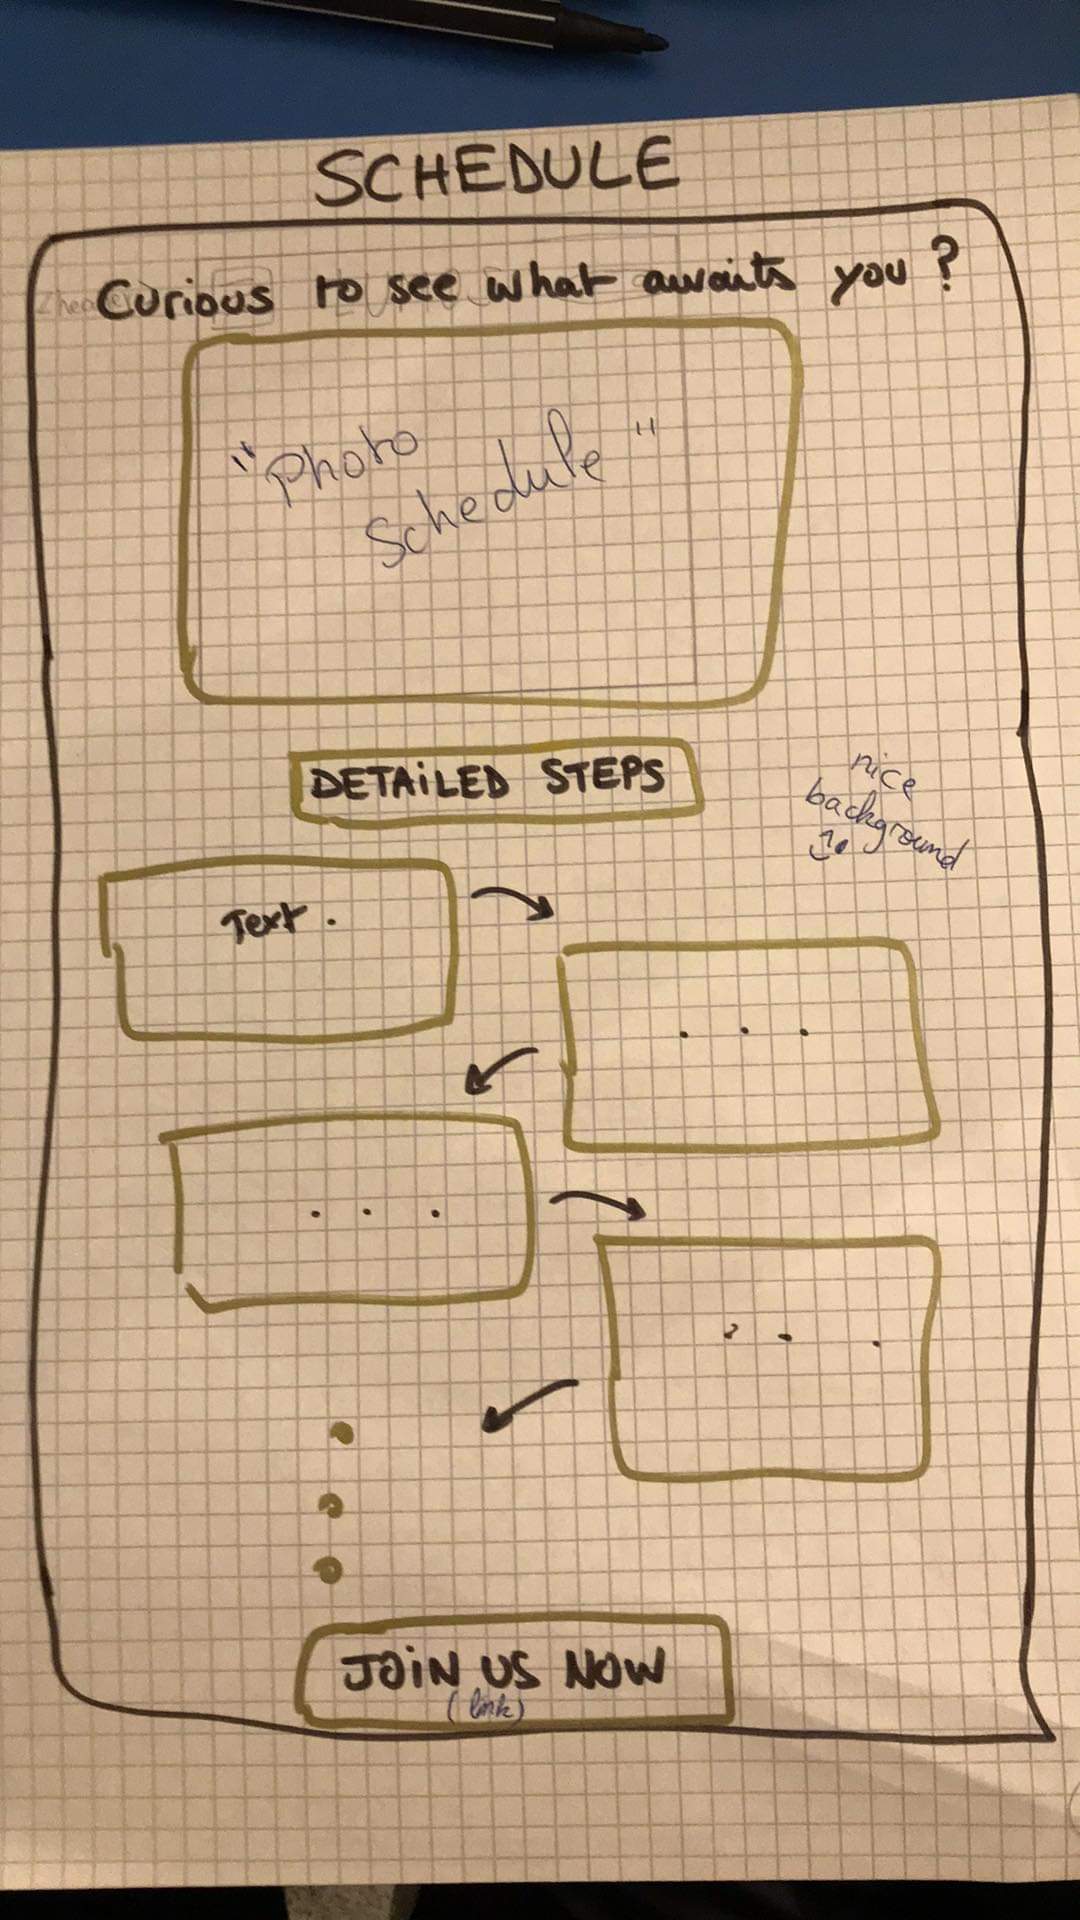 SCHEDULE
Curious to see what awaits you ?
"Photo
Schedule"
DETAILED STEPS
nice
background
Text.
. . .
. . .
JOIN US NOW
(link)